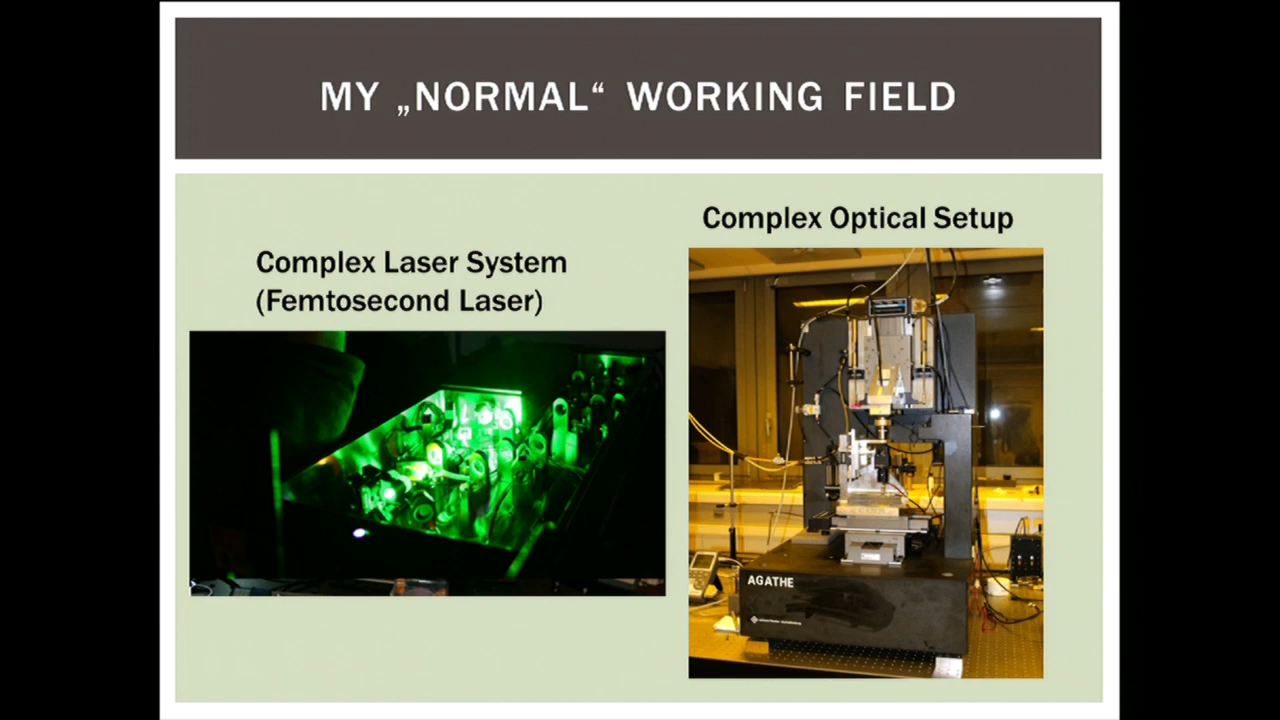 MY „NORMAL“ WORKING FIELD
Complex Laser System
(Femtosecond Laser)
Complex Optical Setup
AGATHE